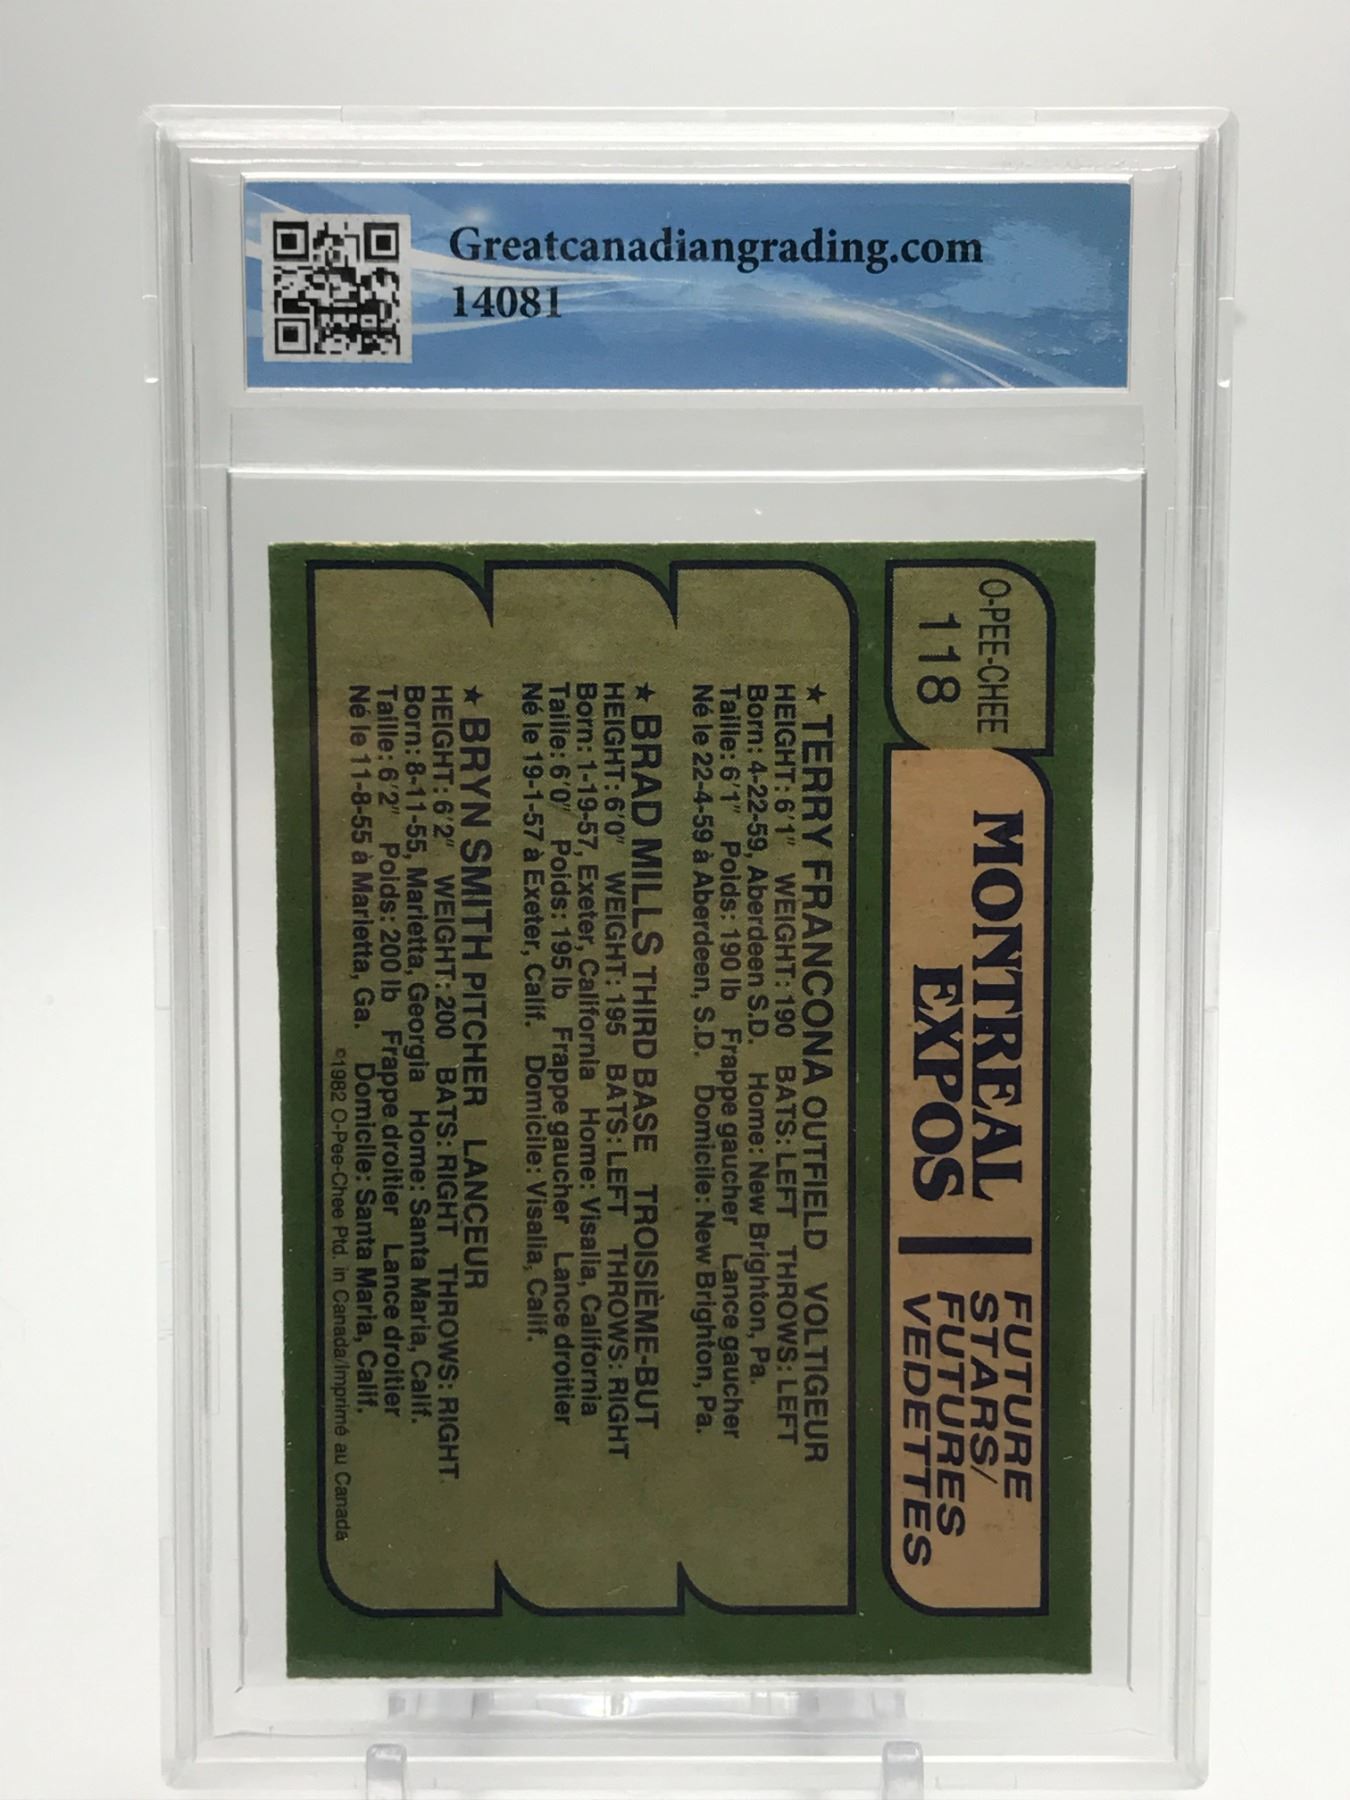 Greatcanadiangrading.com
14081
O-PEE-CHEE
118
MONTREAL
EXPOS
FUTURE
STARS/
FUTURES
VEDETTES
★ TERRY FRANCONA OUTFIELD VOLTIGEUR
HEIGHT: 6'1" WEIGHT: 190 BATS: LEFT THROWS: LEFT
Born: 4-22-59, Aberdeen S.D. Home: New Brighton, Pa.
Taille: 6'1" Poids: 190 lb Frappe gaucher Lance gaucher
Né le 22-4-59 à Aberdeen, S.D. Domicile: New Brighton, Pa.
★ BRAD MILLS THIRD BASE TROISIÈME-BUT
HEIGHT: 6'0" WEIGHT: 195 BATS: LEFT THROWS: RIGHT
Born: 1-19-57, Exeter, California Home: Visalia, California
Taille: 6'0" Poids: 195 lb Frappe gaucher Lance droitier
Né le 19-1-57 à Exeter, Calif. Domicile: Visalia, Calif.
★ BRYN SMITH PITCHER LANCEUR
HEIGHT: 6'2" WEIGHT: 200 BATS: RIGHT THROWS: RIGHT
Born: 8-11-55, Marietta, Georgia Home: Santa Maria, Calif.
Taille: 6'2" Poids: 200 lb Frappe droitier Lance droitier
Né le 11-8-55 à Marietta, Ga. Domicile: Santa Maria, Calif.
©1982 O-Pee-Chee Ptd. in Canada/Imprimé au Canada